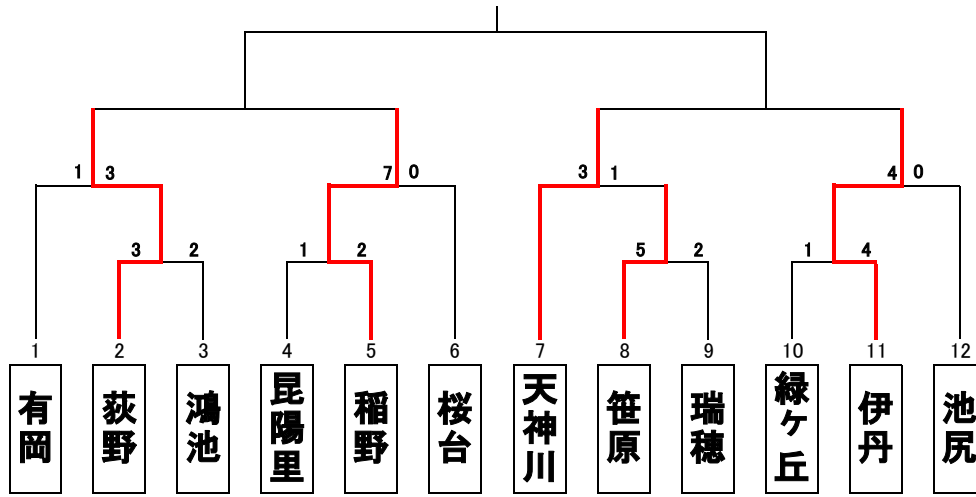 1 3 7 0 3 1 4 0
3 2 1 2 5 2 1 4
1 2 3 4 5 6 7 8 9 10 11 12
有岡
荻野
鴻池
昆陽里
稲野
桜台
天神川
笹原
瑞穂
緑ヶ丘
伊丹
池尻